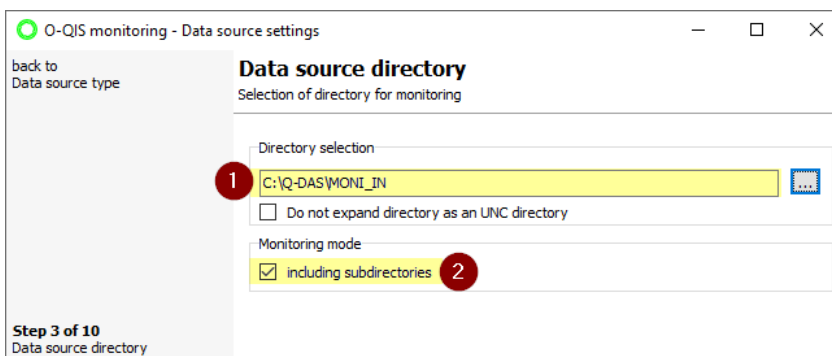 O-QIS monitoring - Data source settings
back to
Data source type
Data source directory
Selection of directory for monitoring
Directory selection
1
C:\Q-DAS\MONI_IN
...
Do not expand directory as an UNC directory
Monitoring mode
including subdirectories
2
Step 3 of 10
Data source directory